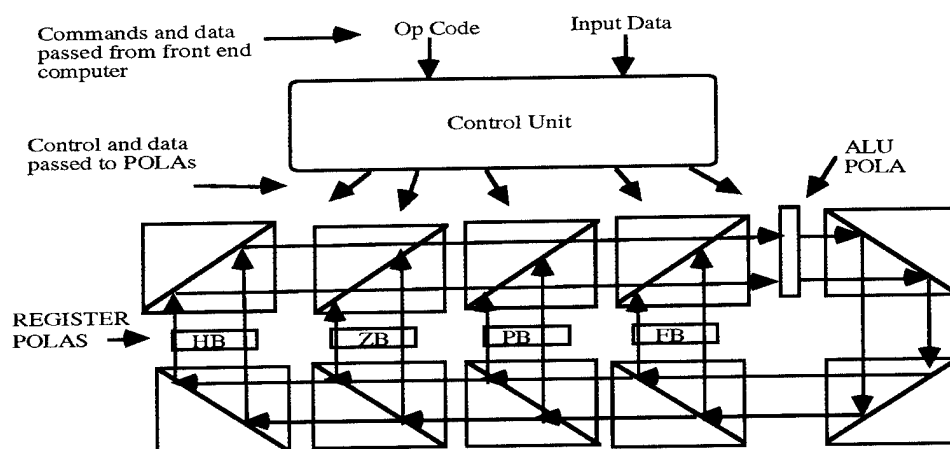 Commands and data
passed from front end
computer
Op Code
Input Data
Control Unit
Control and data
passed to POLAs
ALU
POLA
REGISTER
POLAS
HB
ZB
PB
FB